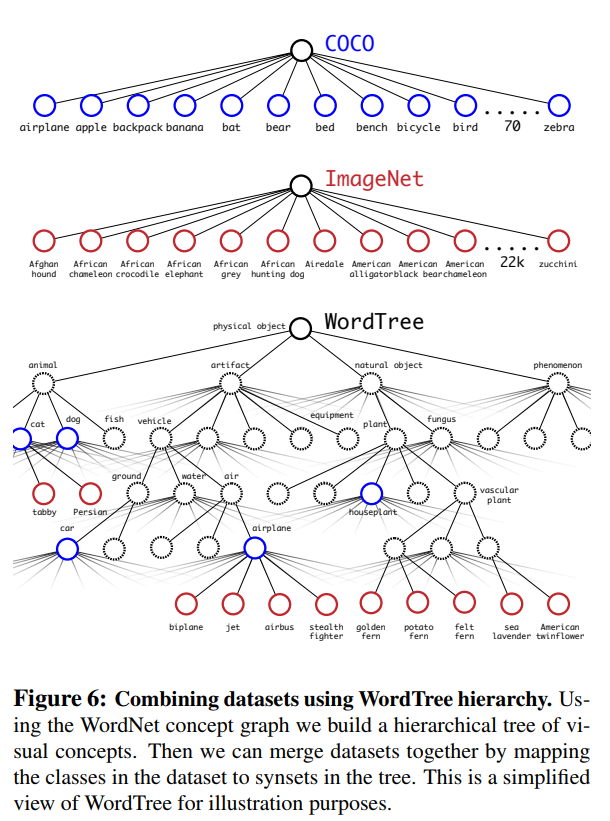 COCO
airplane apple backpack banana bat bear bed bench bicycle bird ..... 70 zebra
ImageNet
Afghan hound African chameleon African crocodile African elephant African grey African hunting dog Airedale American alligator American black bear American chameleon ..... 22k zucchini
physical object WordTree
animal artifact natural object phenomenon
cat dog fish vehicle equipment plant fungus
ground water air vascular plant
tabby Persian houseplant
car airplane
biplane jet airbus stealth fighter golden fern potato fern felt fern sea lavender American twinflower
Figure 6: Combining datasets using WordTree hierarchy. Us-
ing the WordNet concept graph we build a hierarchical tree of vi-
sual concepts. Then we can merge datasets together by mapping
the classes in the dataset to synsets in the tree. This is a simplified
view of WordTree for illustration purposes.